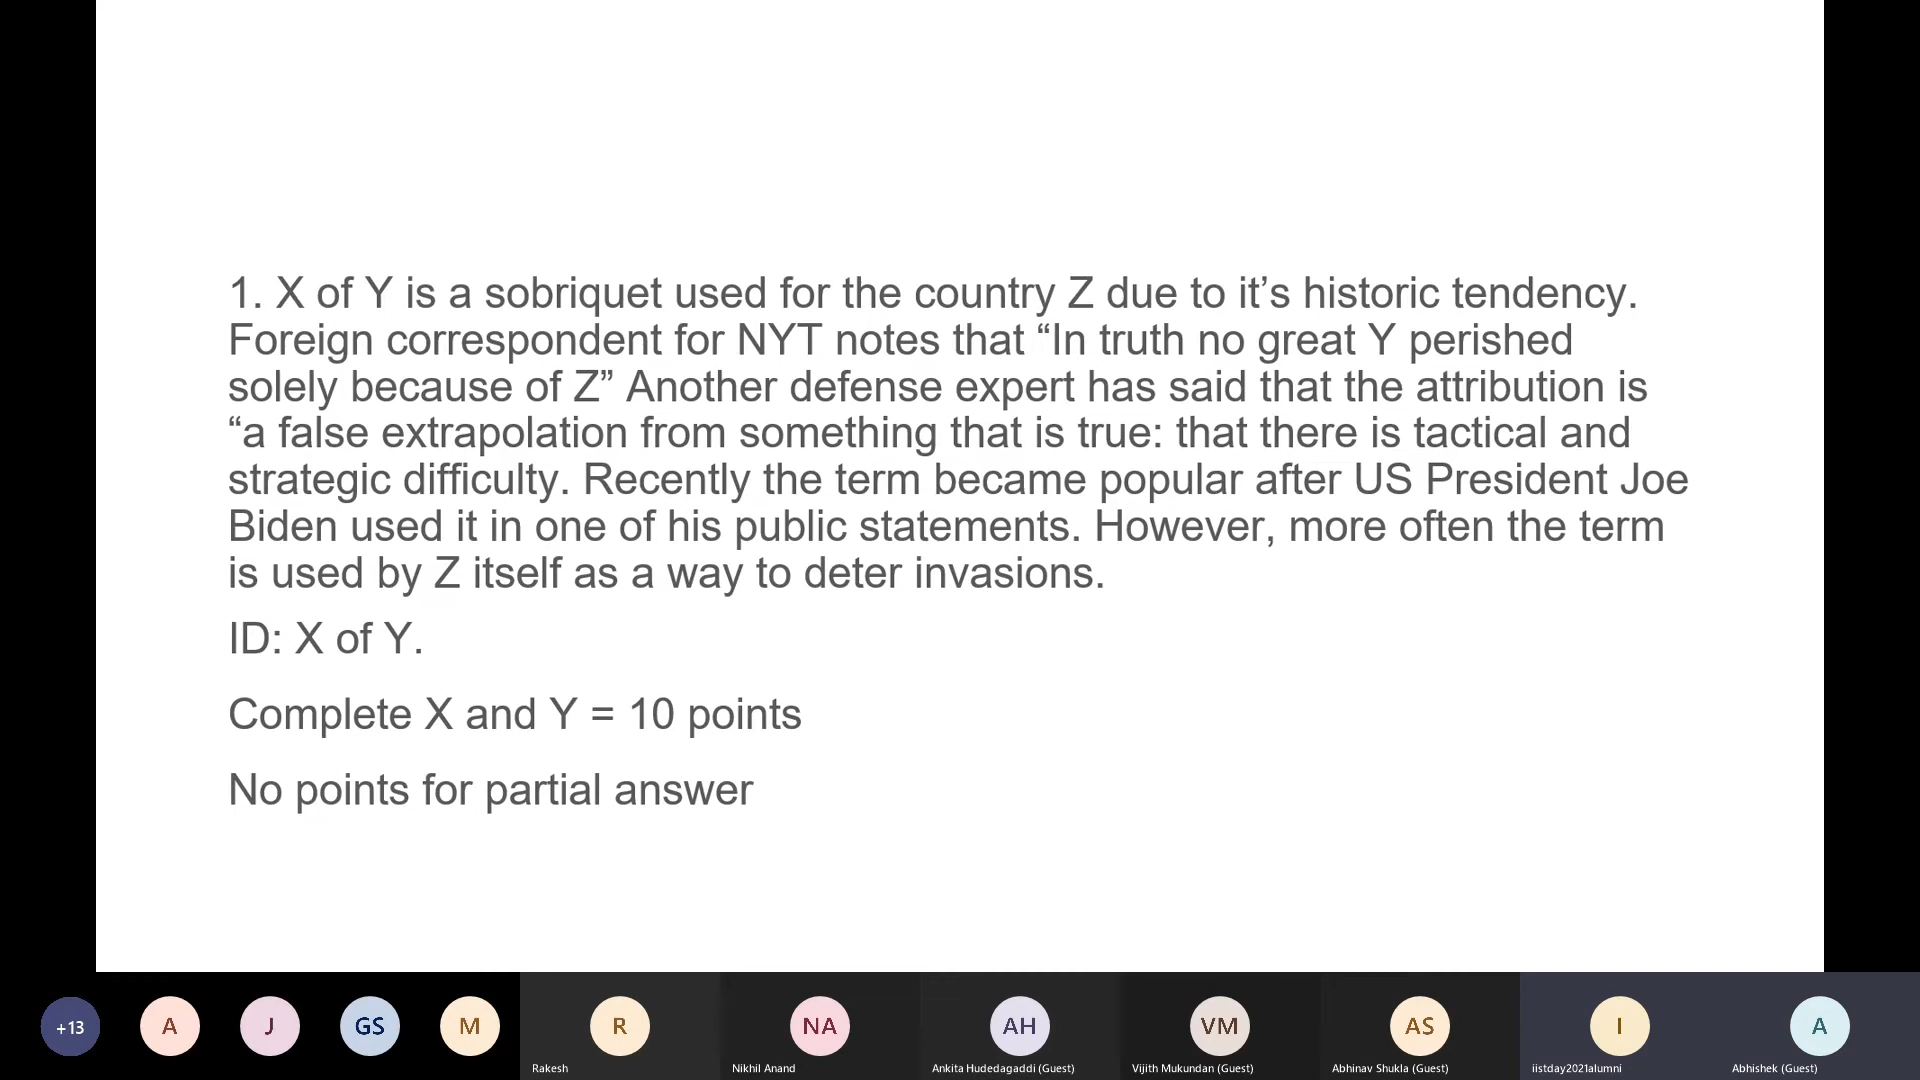 1. X of Y is a sobriquet used for the country Z due to it’s historic tendency.
Foreign correspondent for NYT notes that “In truth no great Y perished
solely because of Z” Another defense expert has said that the attribution is
“a false extrapolation from something that is true: that there is tactical and
strategic difficulty. Recently the term became popular after US President Joe
Biden used it in one of his public statements. However, more often the term
is used by Z itself as a way to deter invasions.
ID: X of Y.
Complete X and Y = 10 points
No points for partial answer
+13 A J GS M R NA AH VM AS I A
Rakesh Nikhil Anand Ankita Hudedagaddi (Guest) Vijith Mukundan (Guest) Abhinav Shukla (Guest) iistday2021alumni Abhishek (Guest)